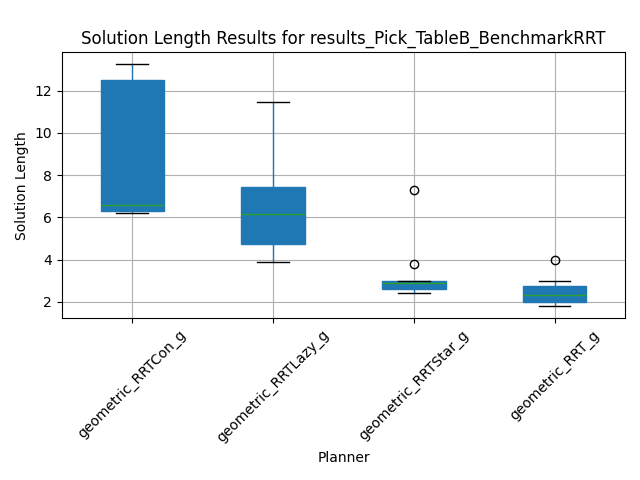 Solution Length Results for results_Pick_TableB_BenchmarkRRT
Solution Length
12
10
8
6
4
2
geometric_RRTCon_g
geometric_RRTLazy_g
geometric_RRTStar_g
geometric_RRT_g
Planner